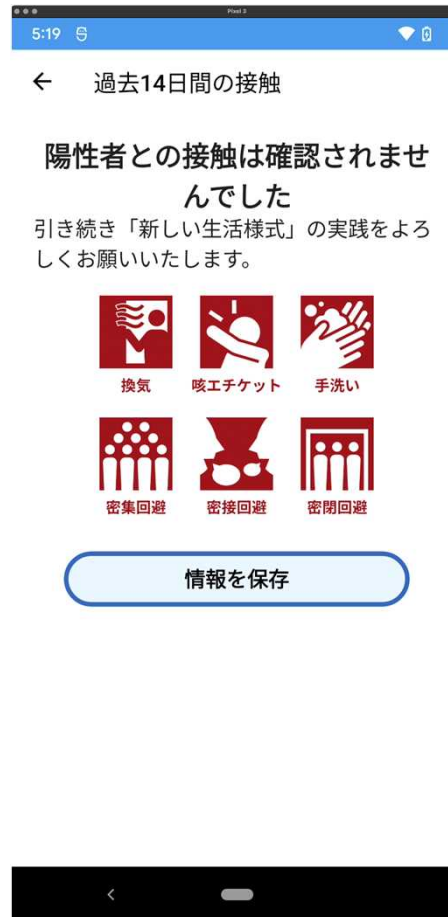 Pixel 3
5:19
過去14日間の接触
陽性者との接触は確認されませ
んでした
引き続き「新しい生活様式」の実践をよろ
しくお願いいたします。
換気 咳エチケット 手洗い
密集回避 密接回避 密閉回避
情報を保存